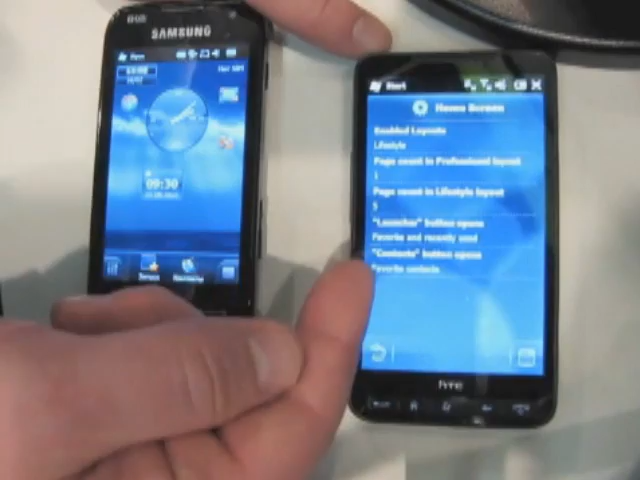 SAMSUNG
09:30
Start
Home Screen
Enabled Layouts
Lifestyle
Page count in Professional layout
1
Page count in Lifestyle layout
5
"Launcher" button opens
Favorite and recently used
"Contacts" button opens
Favorite contacts
hTC